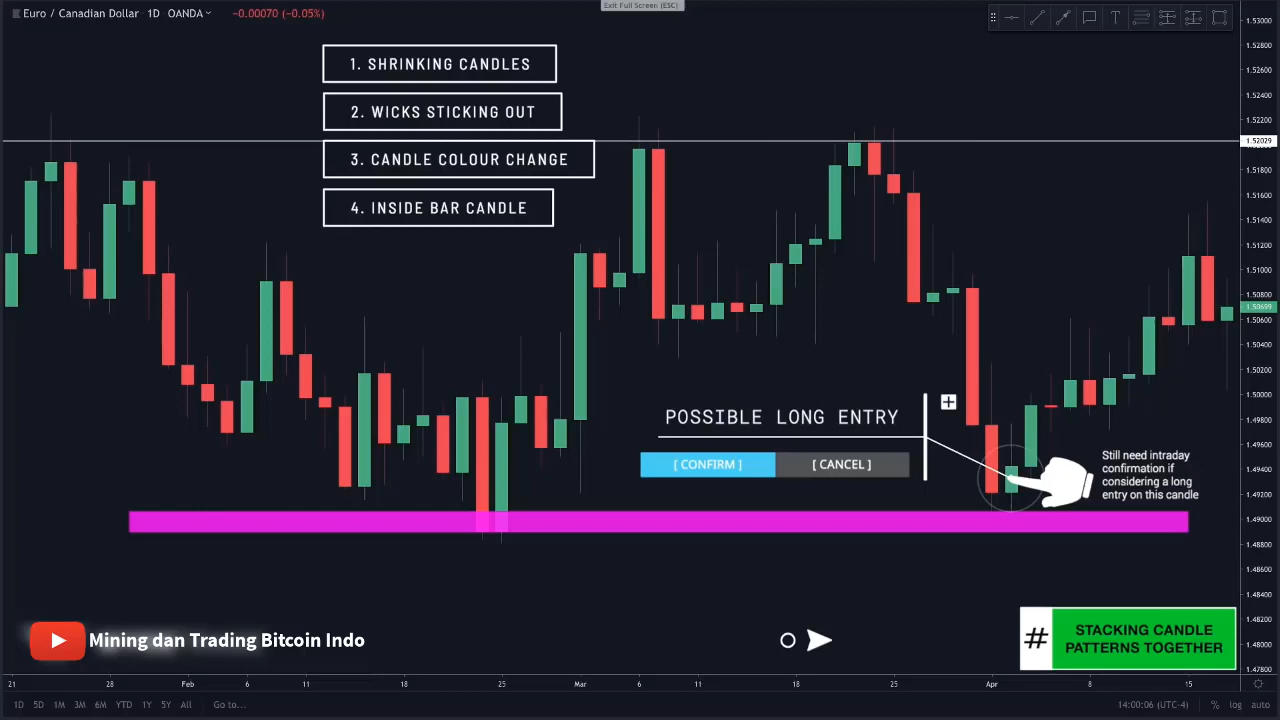 Exit Full Screen (ESC)
Euro / Canadian Dollar 1D OANDA
−0.00070 (−0.05%)
1. SHRINKING CANDLES
2. WICKS STICKING OUT
3. CANDLE COLOUR CHANGE
4. INSIDE BAR CANDLE
POSSIBLE LONG ENTRY
[ CONFIRM ] [ CANCEL ]
Still need intraday
confirmation if
considering a long
entry on this candle
Mining dan Trading Bitcoin Indo
# STACKING CANDLE
PATTERNS TOGETHER
1.53000
1.52800
1.52600
1.52400
1.52200
1.52029
1.51800
1.51600
1.51400
1.51200
1.51000
1.50800
1.50699
1.50600
1.50400
1.50200
1.50000
1.49800
1.49600
1.49400
1.49200
1.49000
1.48800
1.48600
1.48400
1.48200
1.48000
1.47800
21 28 Feb 6 11 18 25 Mar 6 11 18 25 Apr 8 15
1D 5D 1M 3M 6M YTD 1Y 5Y All Go to... 14:00:06 (UTC-4) % log auto